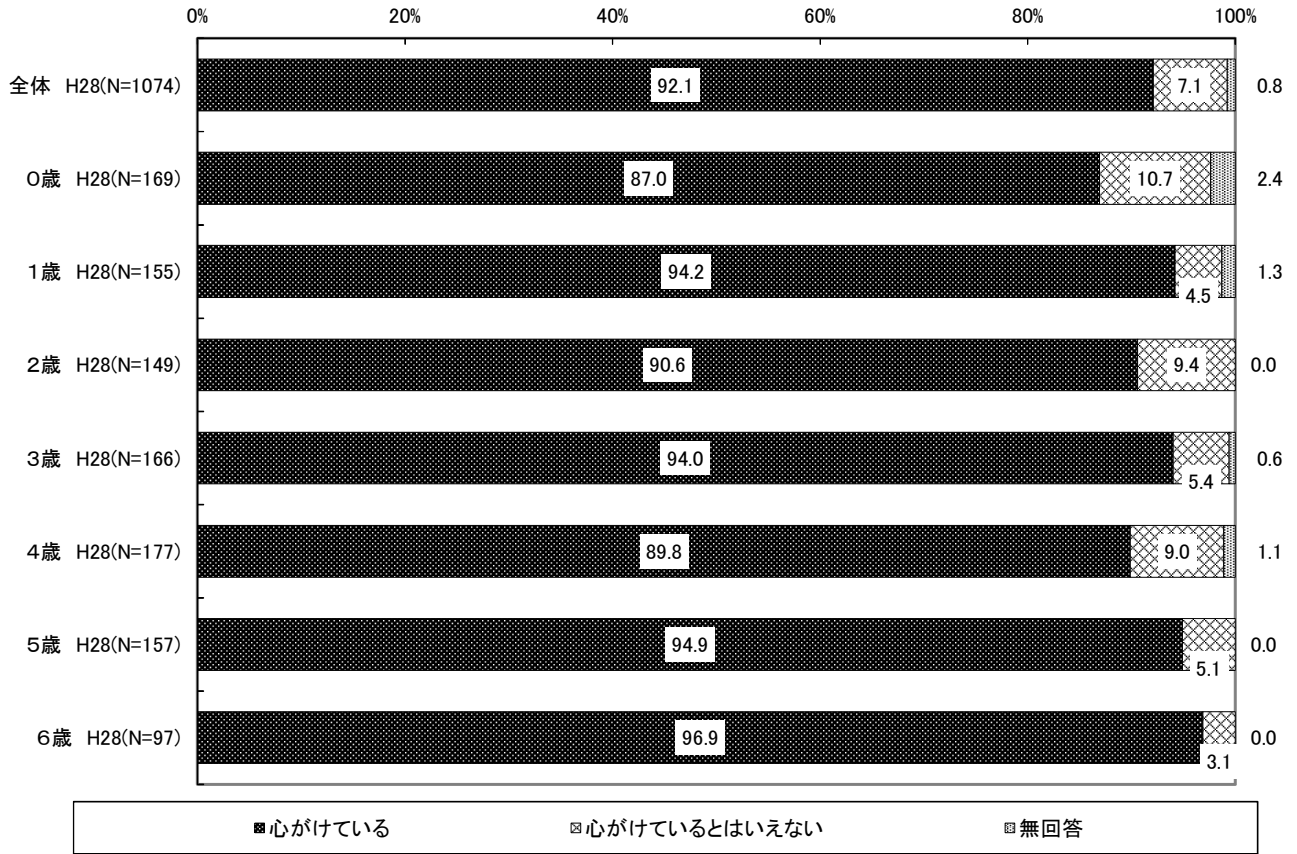 0% 20% 40% 60% 80% 100%
全体 H28(N=1074) 92.1 7.1 0.8
0歳 H28(N=169) 87.0 10.7 2.4
1歳 H28(N=155) 94.2 4.5 1.3
2歳 H28(N=149) 90.6 9.4 0.0
3歳 H28(N=166) 94.0 5.4 0.6
4歳 H28(N=177) 89.8 9.0 1.1
5歳 H28(N=157) 94.9 5.1 0.0
6歳 H28(N=97) 96.9 3.1 0.0
心がけている 心がけているとはいえない 無回答